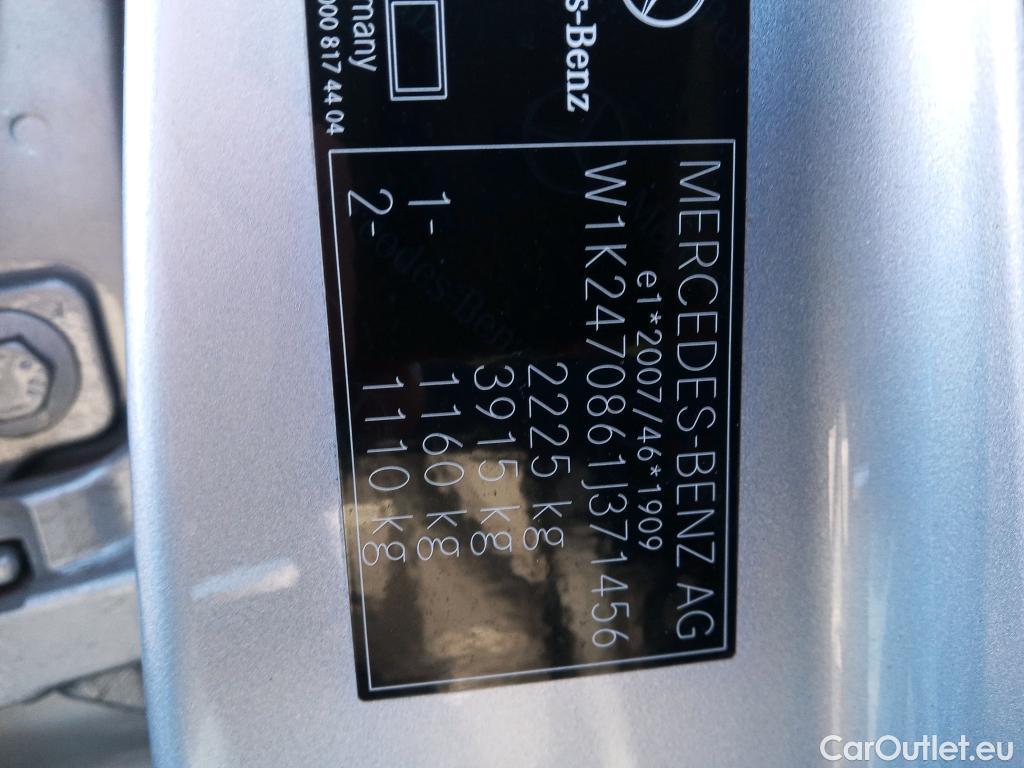 s-Benz
many
000 817 44 04
MERCEDES-BENZ AG
e1*2007/46*1909
W1K2470861J371456
2225 kg
3915 kg
1- 1160 kg
2- 1110 kg
CarOutlet.eu